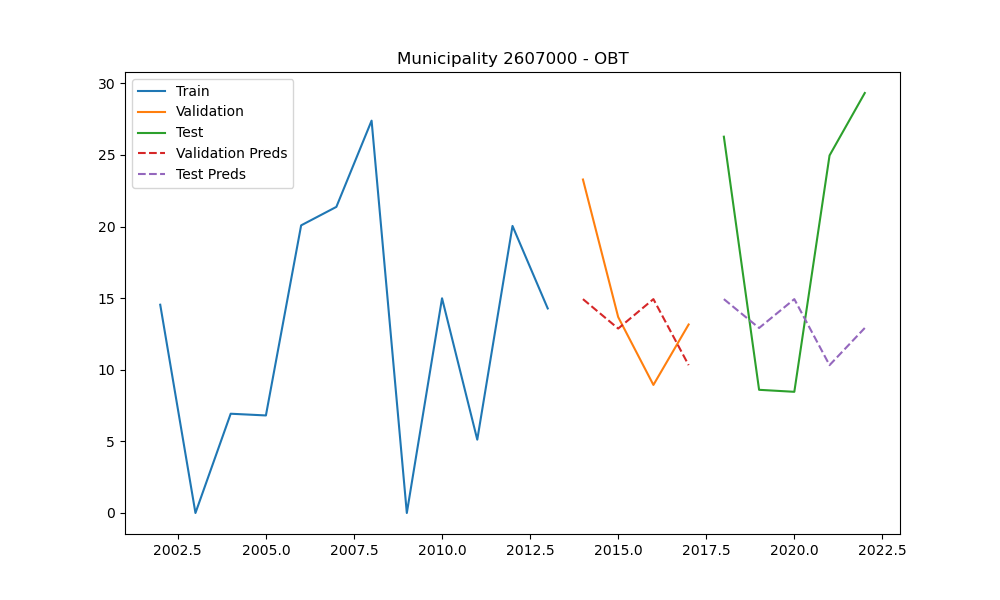 Municipality 2607000 - OBT
Train
Validation
Test
Validation Preds
Test Preds
30
25
20
15
10
5
0
2002.5 2005.0 2007.5 2010.0 2012.5 2015.0 2017.5 2020.0 2022.5